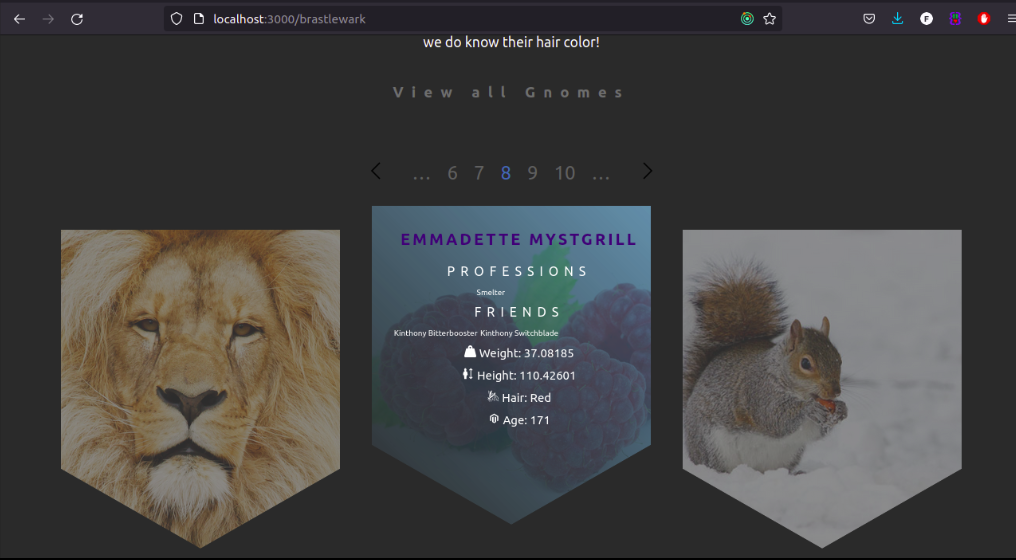 localhost:3000/brastlewark
we do know their hair color!
View all Gnomes
... 6 7 8 9 10 ...
EMMADETTE MYSTGRILL
PROFESSIONS
Smelter
FRIENDS
Kinthony Bitterbooster Kinthony Switchblade
Weight: 37.08185
Height: 110.42601
Hair: Red
Age: 171